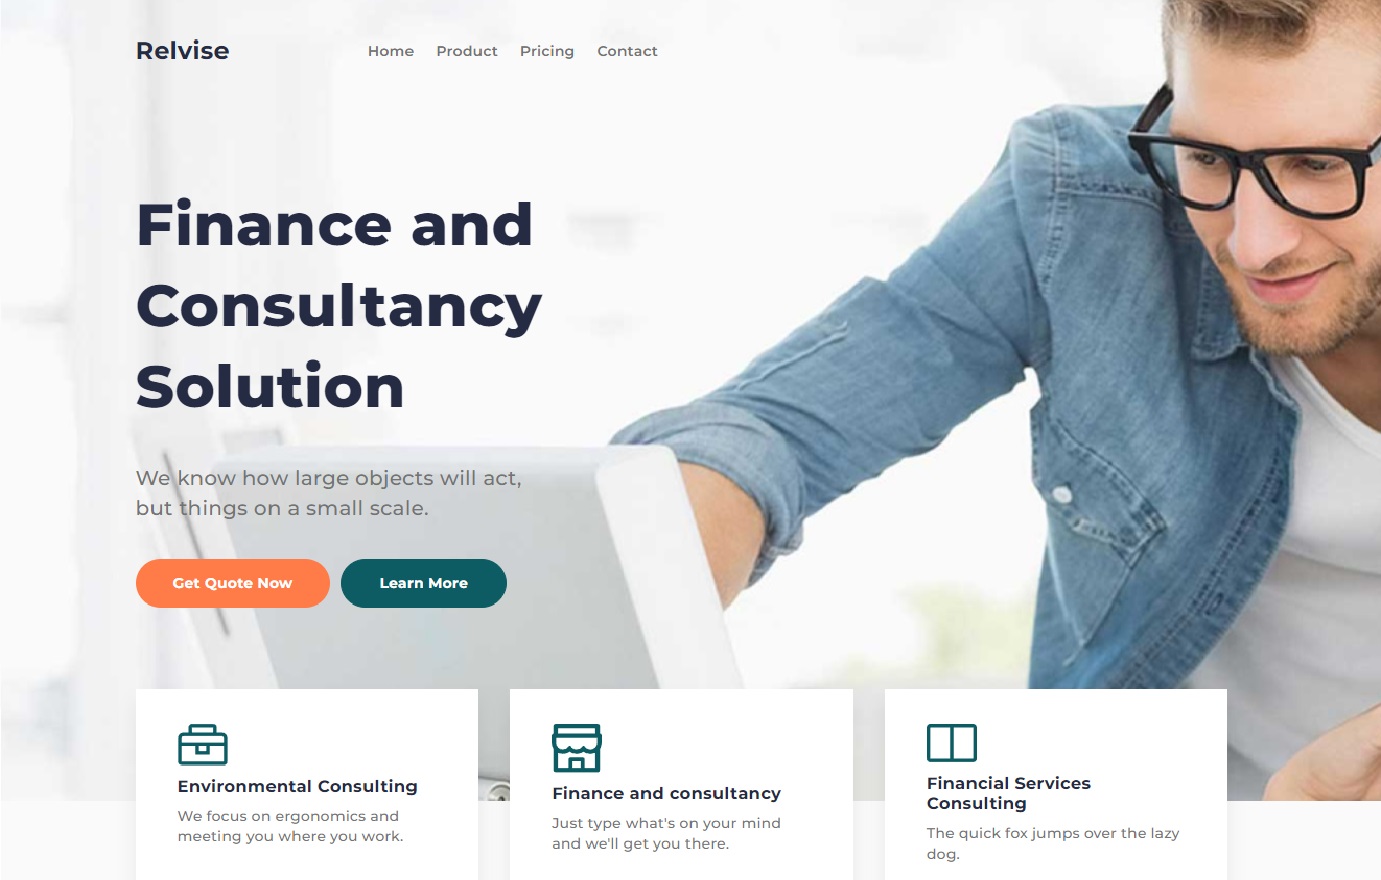 Relvise
Home Product Pricing Contact
Finance and
Consultancy
Solution
We know how large objects will act,
but things on a small scale.
Get Quote Now
Learn More
Environmental Consulting
We focus on ergonomics and
meeting you where you work.
Finance and consultancy
Just type what's on your mind
and we'll get you there.
Financial Services
Consulting
The quick fox jumps over the lazy
dog.